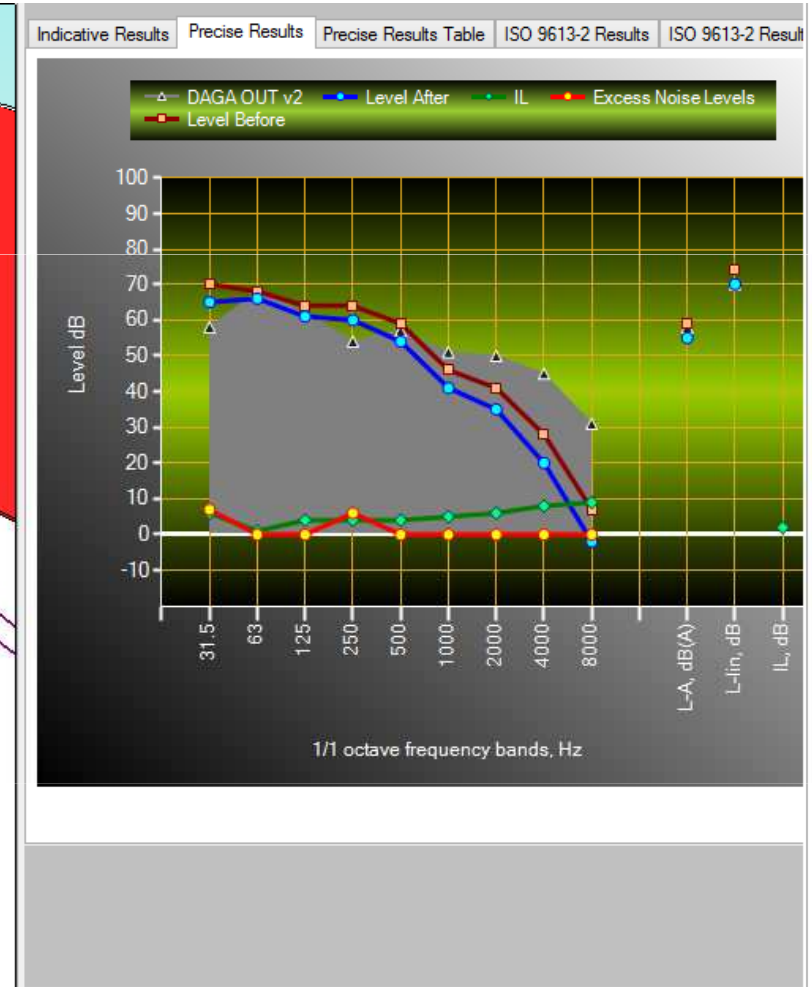 Indicative Results Precise Results Precise Results Table ISO 9613-2 Results ISO 9613-2 Result
DAGA OUT v2 Level After IL Excess Noise Levels
Level Before
100
90
80
70
60
50
40
30
20
10
0
-10
Level dB
31.5 63 125 250 500 1000 2000 4000 8000 L-A, dB(A) L-lin, dB IL, dB
1/1 octave frequency bands, Hz